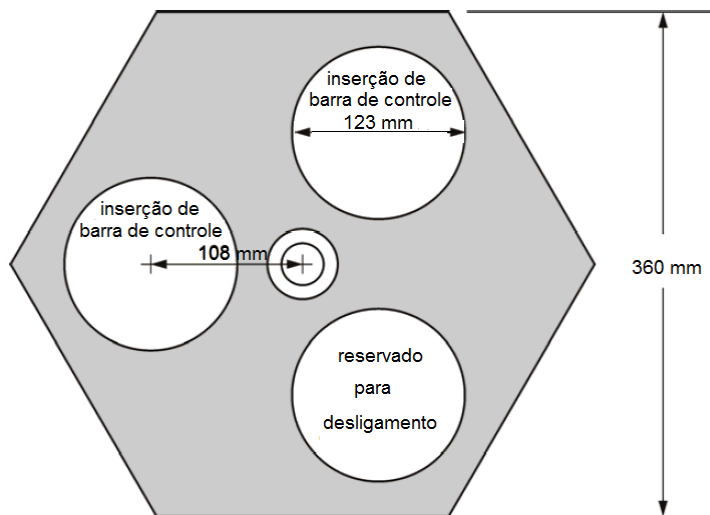 inserção de
barra de controle
123 mm
inserção de
barra de controle
108 mm
360 mm
reservado
para
desligamento